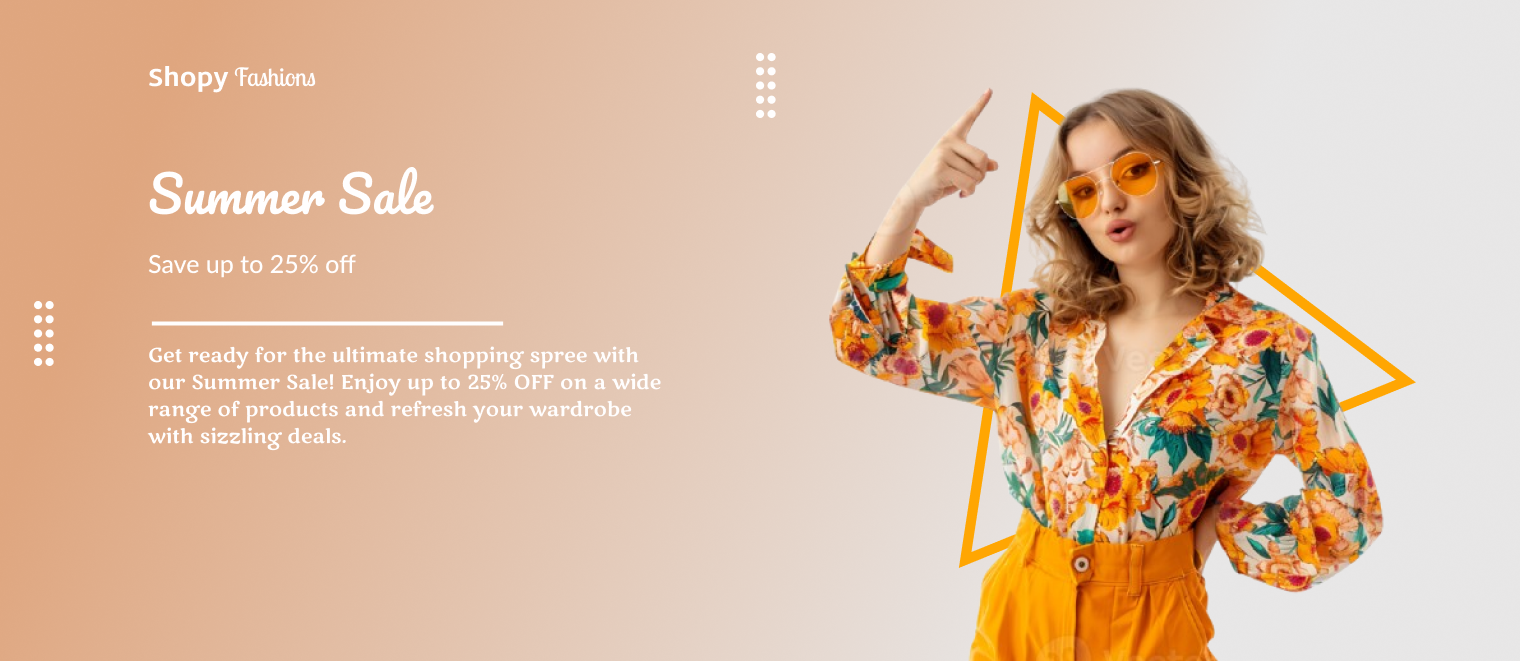 Shopy Fashions
Summer Sale
Save up to 25% off
Get ready for the ultimate shopping spree with
our Summer Sale! Enjoy up to 25% OFF on a wide
range of products and refresh your wardrobe
with sizzling deals.